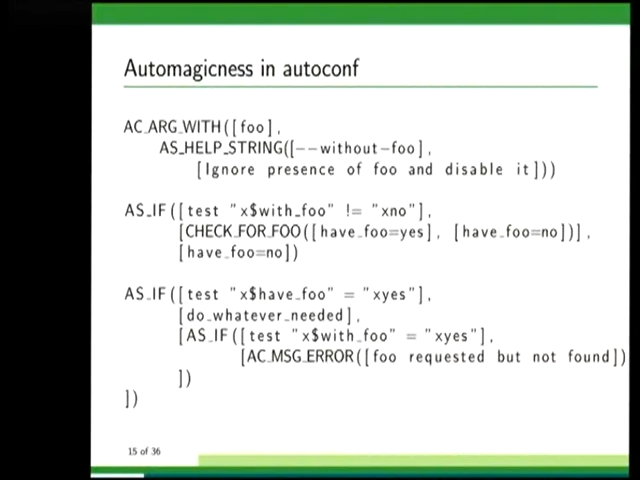 Automagicness in autoconf
AC_ARG_WITH([foo],
AS_HELP_STRING([--without-foo],
[Ignore presence of foo and disable it]))
AS_IF([test "x$with_foo" != "xno"],
[CHECK_FOR_FOO([have_foo=yes], [have_foo=no])],
[have_foo=no])
AS_IF([test "x$have_foo" = "xyes"],
[do_whatever_needed],
[AS_IF([test "x$with_foo" = "xyes"],
[AC_MSG_ERROR([foo requested but not found])
])
])
15 of 36